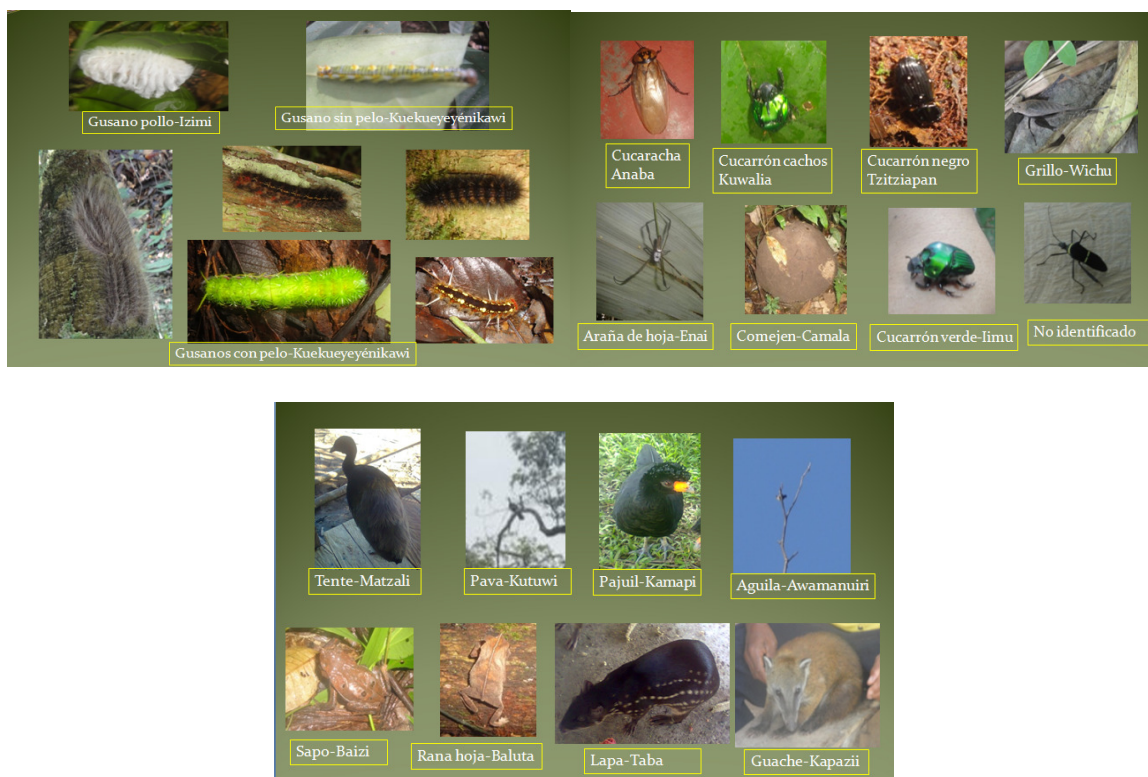 Gusano pollo-Izimi
Gusano sin pelo-Kuekueyeyénikawi
Gusanos con pelo-Kuekueyeyénikawi
Cucaracha
Anaba
Cucarrón cachos
Kuwalia
Cucarrón negro
Tzitziapan
Grillo-Wichu
Araña de hoja-Enai
Comejen-Camala
Cucarrón verde-Iimu
No identificado
Tente-Matzali
Pava-Kutuwi
Pajuil-Kamapi
Aguila-Awamanuiri
Sapo-Baizi
Rana hoja-Baluta
Lapa-Taba
Guache-Kapazii